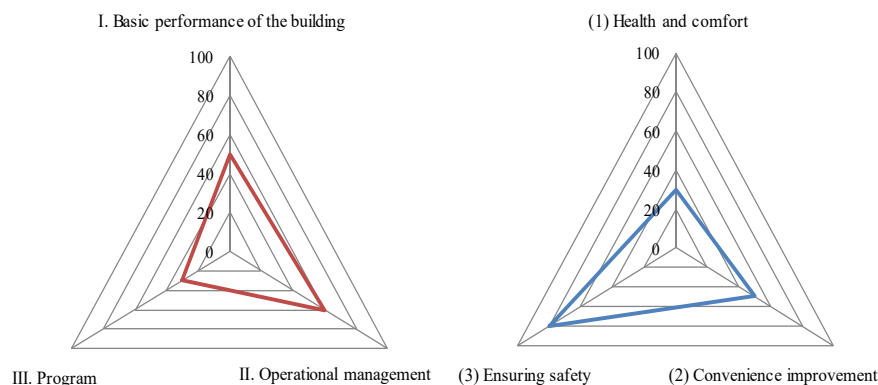 I. Basic performance of the building
100
80
60
40
20
0
III. Program
II. Operational management
(1) Health and comfort
100
80
60
40
20
0
(3) Ensuring safety
(2) Convenience improvement